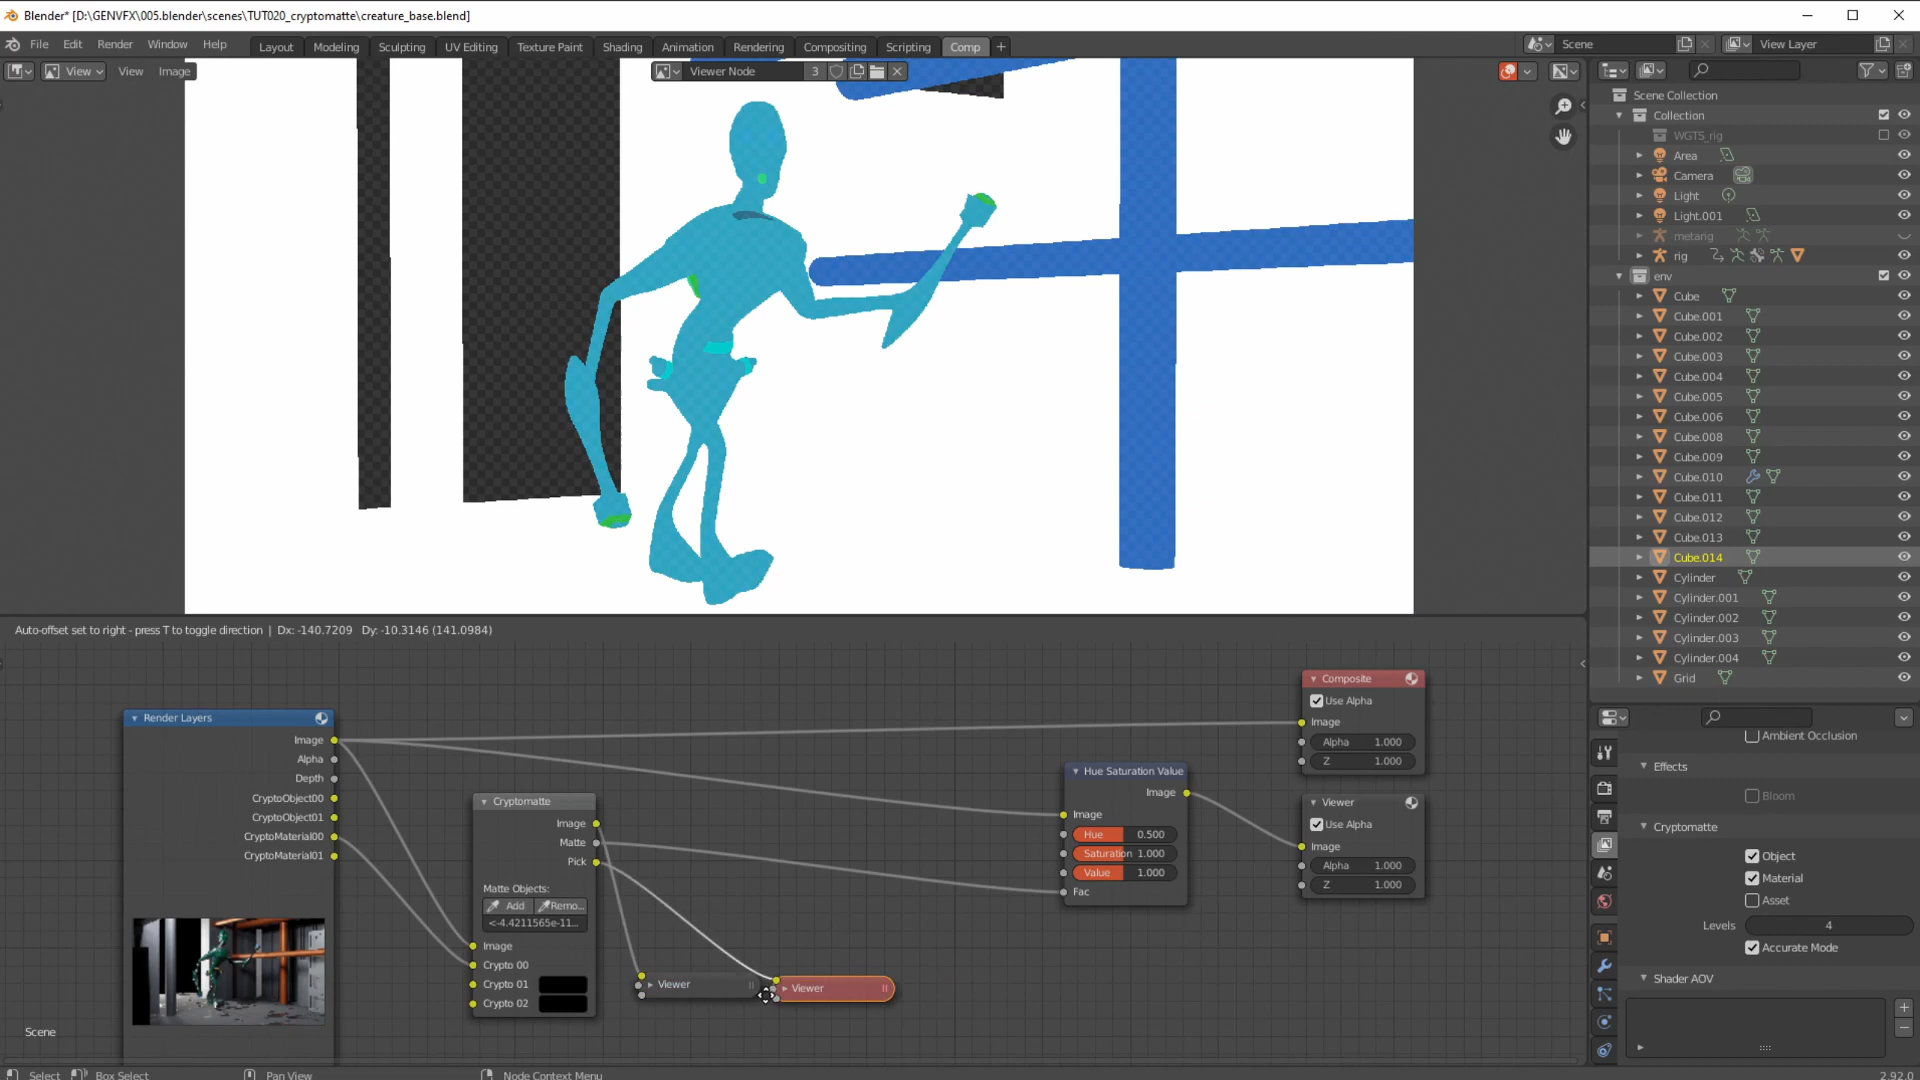 Blender* [D:\GENVFX\005.blender\scenes\TUT020_cryptomatte\creature_base.blend]
File Edit Render Window Help Layout Modeling Sculpting UV Editing Texture Paint Shading Animation Rendering Compositing Scripting Comp + Scene View Layer
View View Image Viewer Node 3
Scene Collection
Collection
WGTS_rig
Area
Camera
Light
Light.001
metarig
rig
env
Cube
Cube.001
Cube.002
Cube.003
Cube.004
Cube.005
Cube.006
Cube.008
Cube.009
Cube.010
Cube.011
Cube.012
Cube.013
Cube.014
Cylinder
Cylinder.001
Cylinder.002
Cylinder.003
Cylinder.004
Grid
Auto-offset set to right - press T to toggle direction | Dx: -140.7209 Dy: -10.3146 (141.0984)
Render Layers
Image
Alpha
Depth
CryptoObject00
CryptoObject01
CryptoMaterial00
CryptoMaterial01
Cryptomatte
Image
Matte
Pick
Matte Objects:
Add Remo...
<-4.4211565e-11...
Image
Crypto 00
Crypto 01
Crypto 02
Viewer
Viewer
Hue Saturation Value
Image
Image
Hue 0.500
Saturation 1.000
Value 1.000
Fac
Composite
Use Alpha
Image
Alpha 1.000
Z 1.000
Viewer
Use Alpha
Image
Alpha 1.000
Z 1.000
Ambient Occlusion
Effects
Bloom
Cryptomatte
Object
Material
Asset
Levels 4
Accurate Mode
Shader AOV
Scene
Select Box Select Pan View Node Context Menu 2.92.0